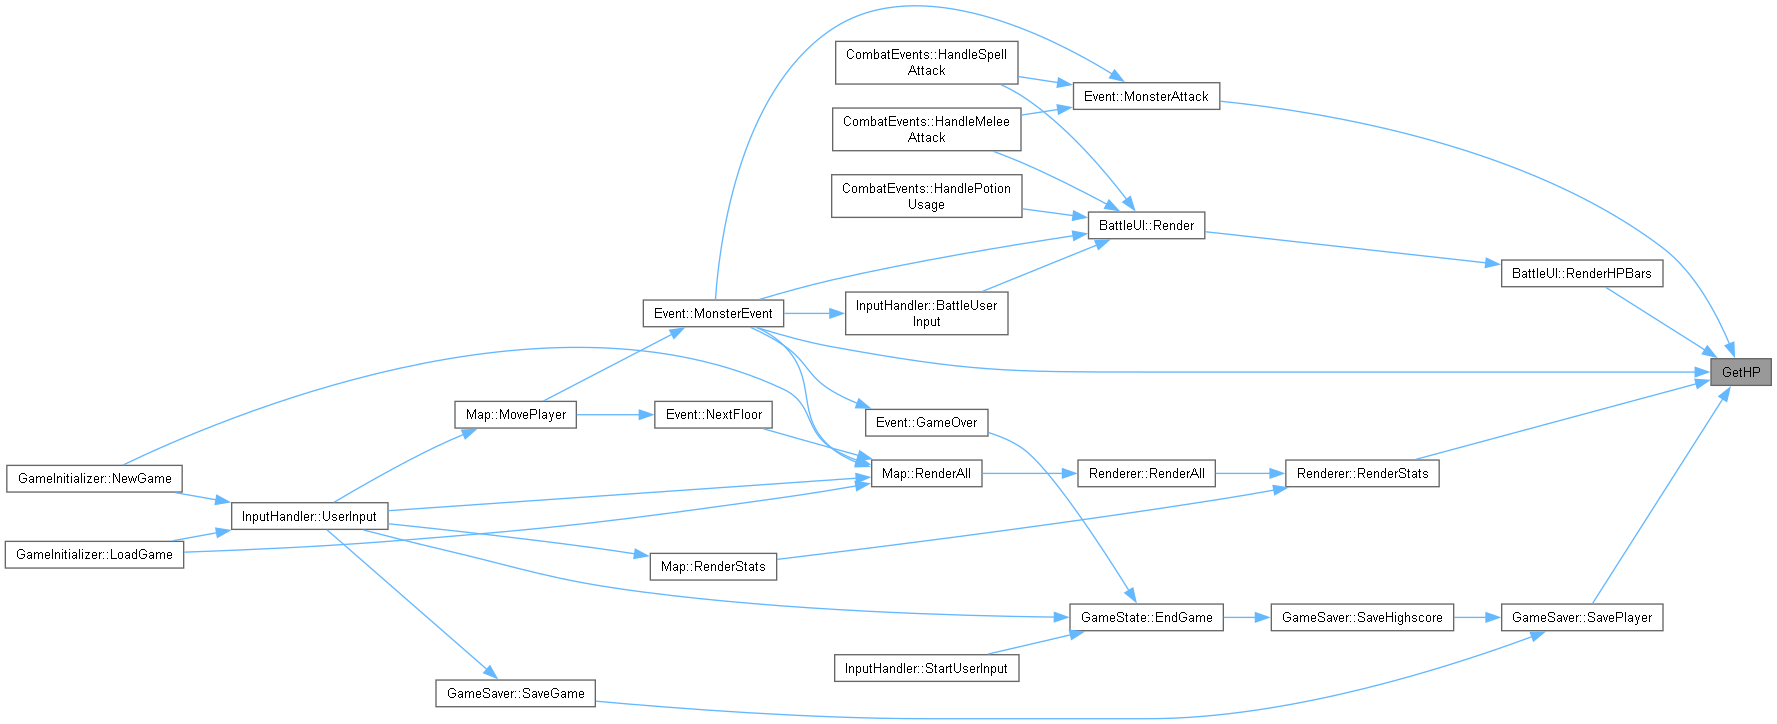 CombatEvents::HandleSpell
Attack
Event::MonsterAttack
CombatEvents::HandleMelee
Attack
CombatEvents::HandlePotion
Usage
BattleUI::Render
BattleUI::RenderHPBars
Event::MonsterEvent
InputHandler::BattleUser
Input
GetHP
Map::MovePlayer
Event::NextFloor
Event::GameOver
GameInitializer::NewGame
Map::RenderAll
Renderer::RenderAll
Renderer::RenderStats
InputHandler::UserInput
GameInitializer::LoadGame
Map::RenderStats
GameState::EndGame
GameSaver::SaveHighscore
GameSaver::SavePlayer
InputHandler::StartUserInput
GameSaver::SaveGame